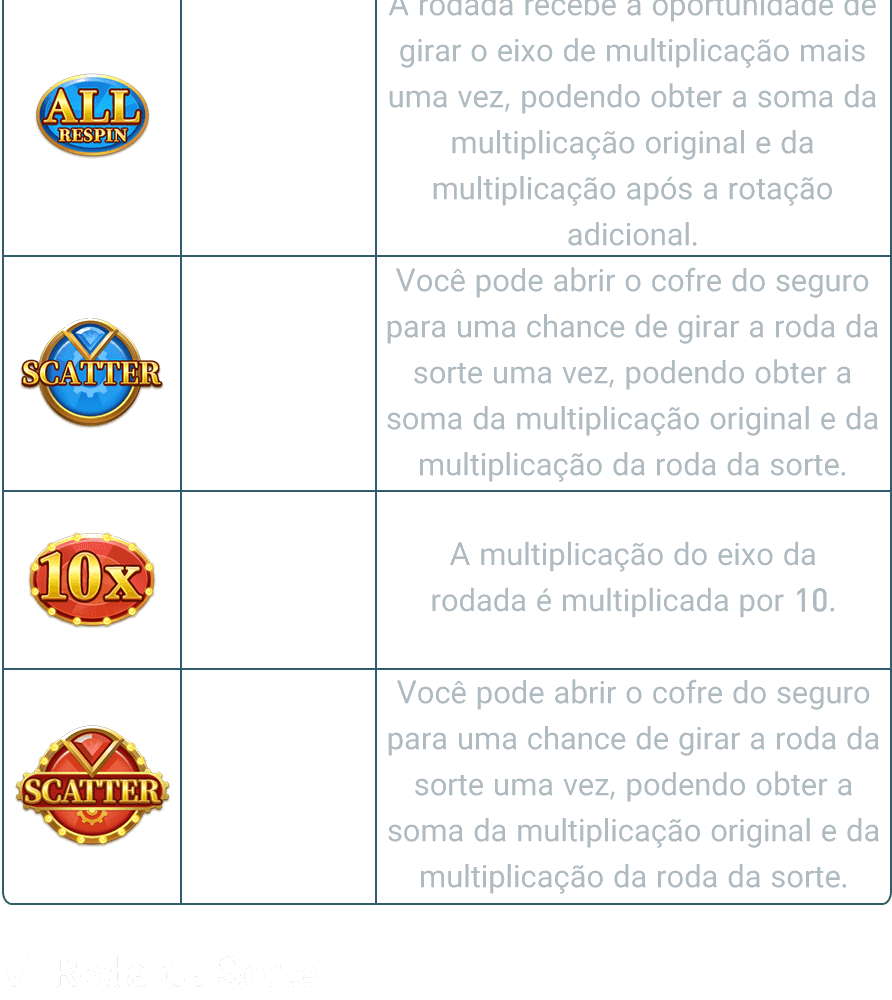 A rodada recebe a oportunidade de
girar o eixo de multiplicação mais
uma vez, podendo obter a soma da
multiplicação original e da
multiplicação após a rotação
adicional.
ALL
RESPIN
Você pode abrir o cofre do seguro
para uma chance de girar a roda da
sorte uma vez, podendo obter a
soma da multiplicação original e da
multiplicação da roda da sorte.
SCATTER
10x
A multiplicação do eixo da
rodada é multiplicada por 10.
Você pode abrir o cofre do seguro
para uma chance de girar a roda da
sorte uma vez, podendo obter a
soma da multiplicação original e da
multiplicação da roda da sorte.
SCATTER
Roda Sorte